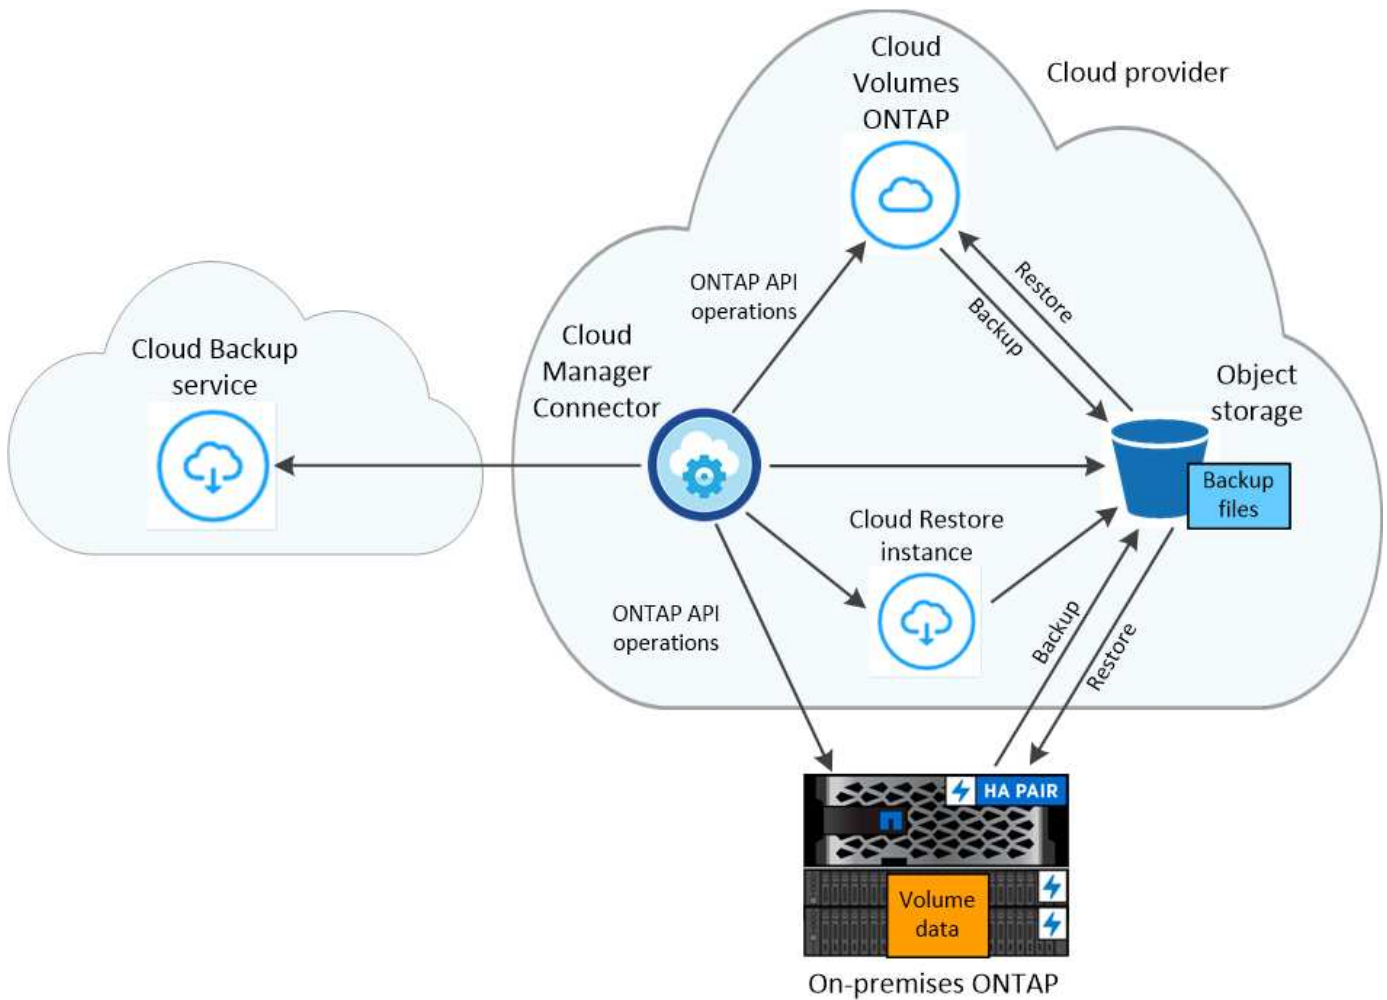 Cloud
Volumes
ONTAP
Cloud provider
ONTAP API
operations
Restore
Backup
Cloud
Manager
Connector
Cloud Backup
service
Object
storage
Backup
files
Cloud Restore
instance
ONTAP API
operations
Backup
Restore
HA PAIR
Volume
data
On-premises ONTAP